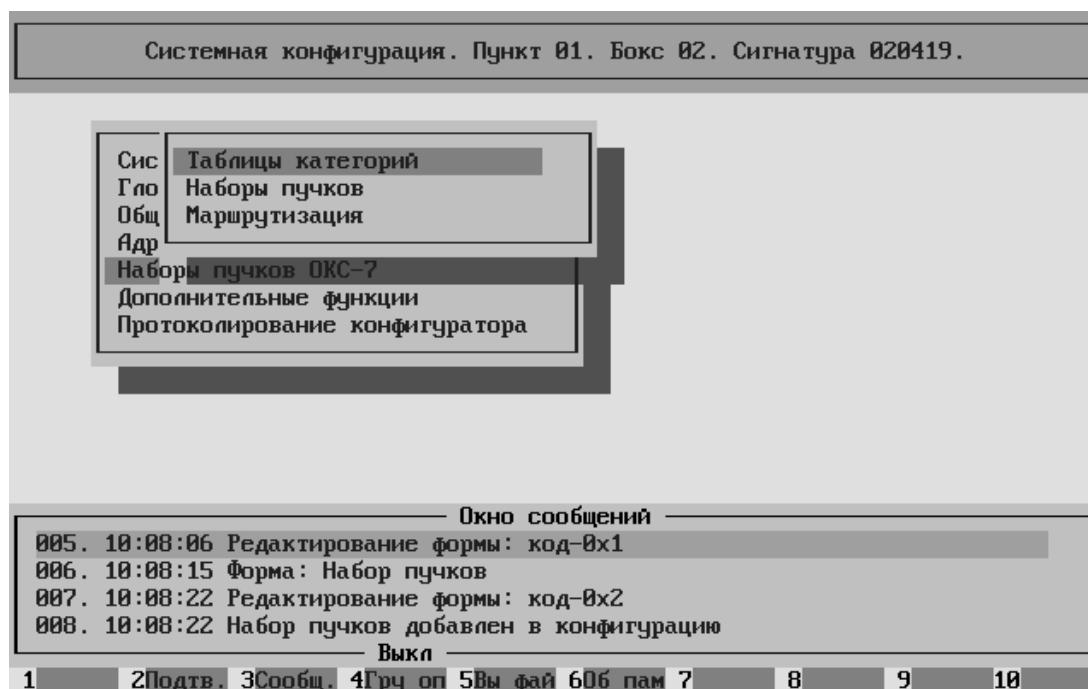 Системная конфигурация. Пункт 01. Бокс 02. Сигнатура 020419.
Сис
Таблицы категорий
Гло
Наборы пучков
Общ
Маршрутизация
Адр
Наборы пучков ОКС-7
Дополнительные функции
Протоколирование конфигуратора
Окно сообщений
005. 10:08:06 Редактирование формы: код-0x1
006. 10:08:15 Форма: Набор пучков
007. 10:08:22 Редактирование формы: код-0x2
008. 10:08:22 Набор пучков добавлен в конфигурацию
Выкл
1 2Подтв. 3Сообщ. 4Гру оп 5Вы фай 6Об пам 7 8 9 10